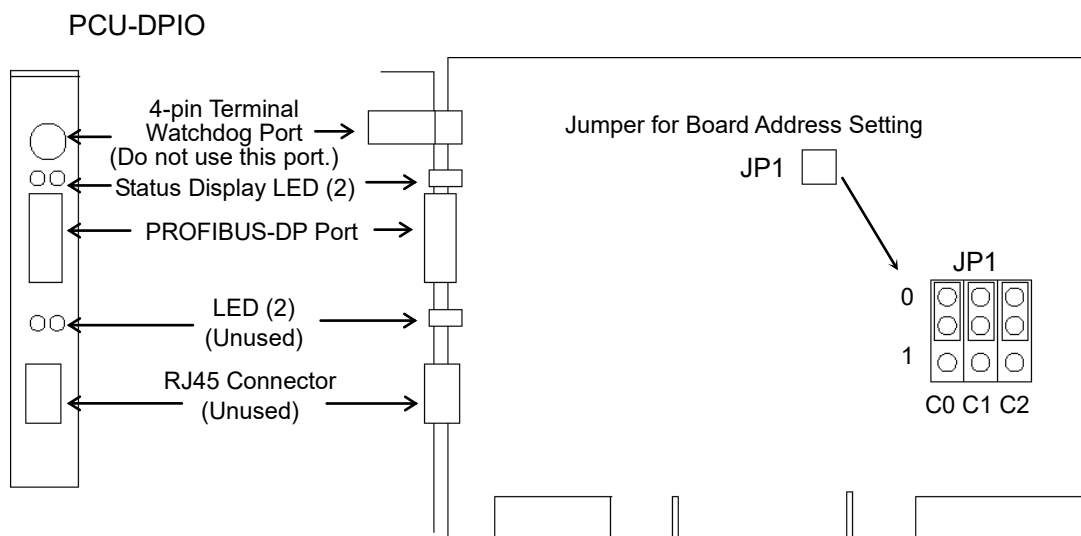 PCU-DPIO
4-pin Terminal
Watchdog Port
(Do not use this port.)
Status Display LED (2)
PROFIBUS-DP Port
LED (2)
(Unused)
RJ45 Connector
(Unused)
Jumper for Board Address Setting
JP1
JP1
0
1
C0 C1 C2